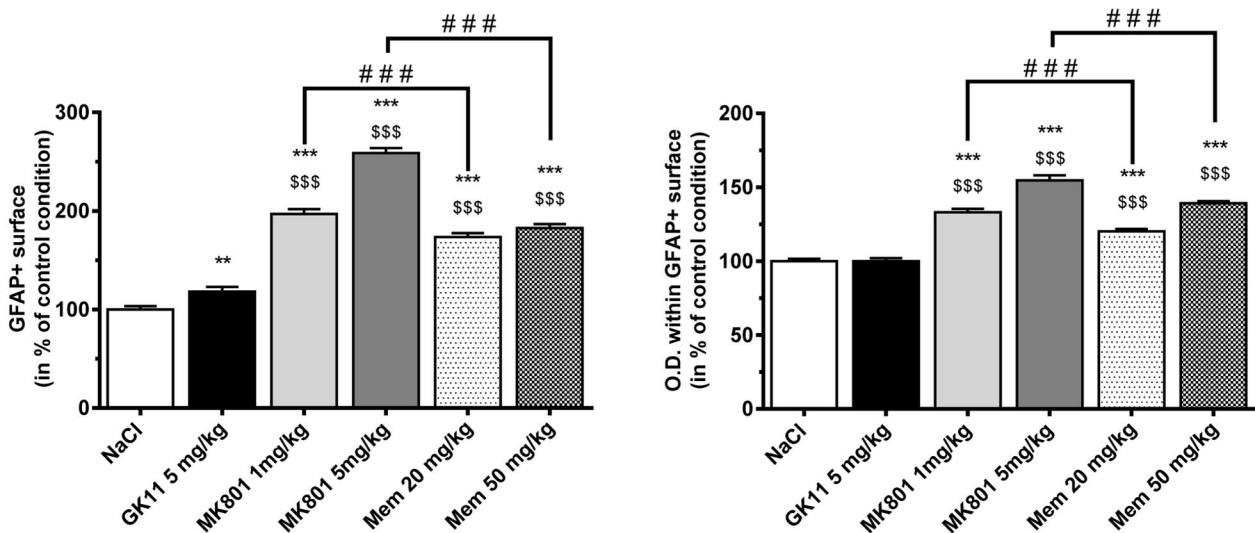 # # #
# # #
***
$$$
***
$$$
***
$$$
***
$$$
**
GFAP+ surface
(in % of control condition)
300
200
100
0
NaCl
GK11 5 mg/kg
MK801 1mg/kg
MK801 5mg/kg
Mem 20 mg/kg
Mem 50 mg/kg
# # #
# # #
***
$$$
***
$$$
***
$$$
***
$$$
O.D. within GFAP+ surface
(in % of control condition)
200
150
100
50
0
NaCl
GK11 5 mg/kg
MK801 1mg/kg
MK801 5mg/kg
Mem 20 mg/kg
Mem 50 mg/kg